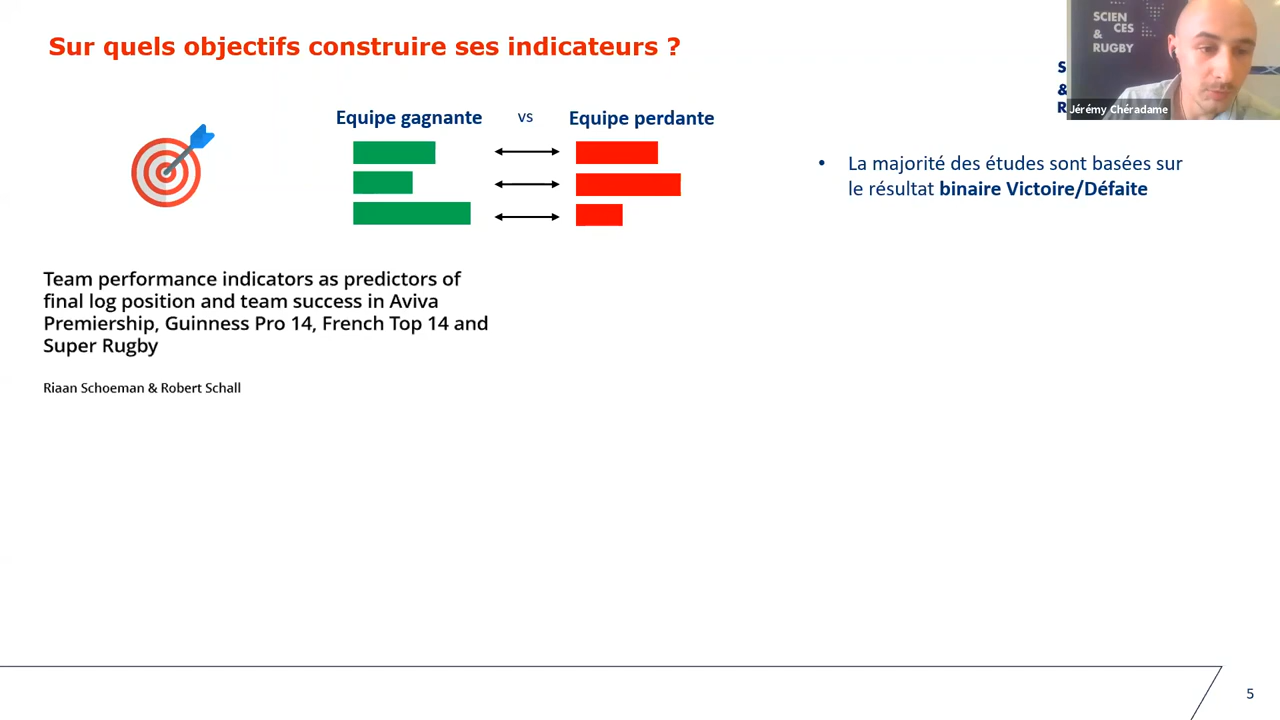 Sur quels objectifs construire ses indicateurs ?
SCIEN
CES
&
RUGBY
S
&
R
Jérémy Chéradame
Equipe gagnante vs Equipe perdante
• La majorité des études sont basées sur
le résultat binaire Victoire/Défaite
Team performance indicators as predictors of
final log position and team success in Aviva
Premiership, Guinness Pro 14, French Top 14 and
Super Rugby
Riaan Schoeman & Robert Schall
5